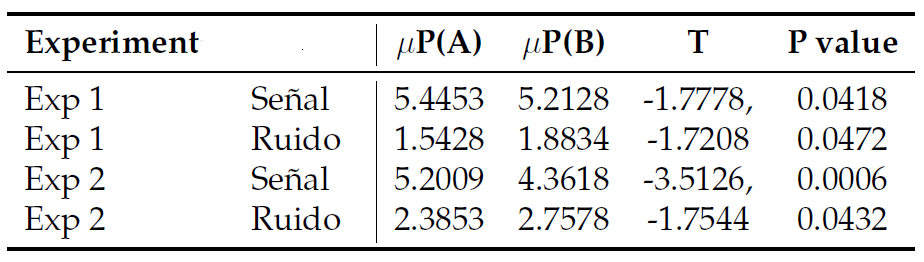 Experiment μP(A) μP(B) T P value
Exp 1 Señal 5.4453 5.2128 -1.7778, 0.0418
Exp 1 Ruido 1.5428 1.8834 -1.7208 0.0472
Exp 2 Señal 5.2009 4.3618 -3.5126, 0.0006
Exp 2 Ruido 2.3853 2.7578 -1.7544 0.0432